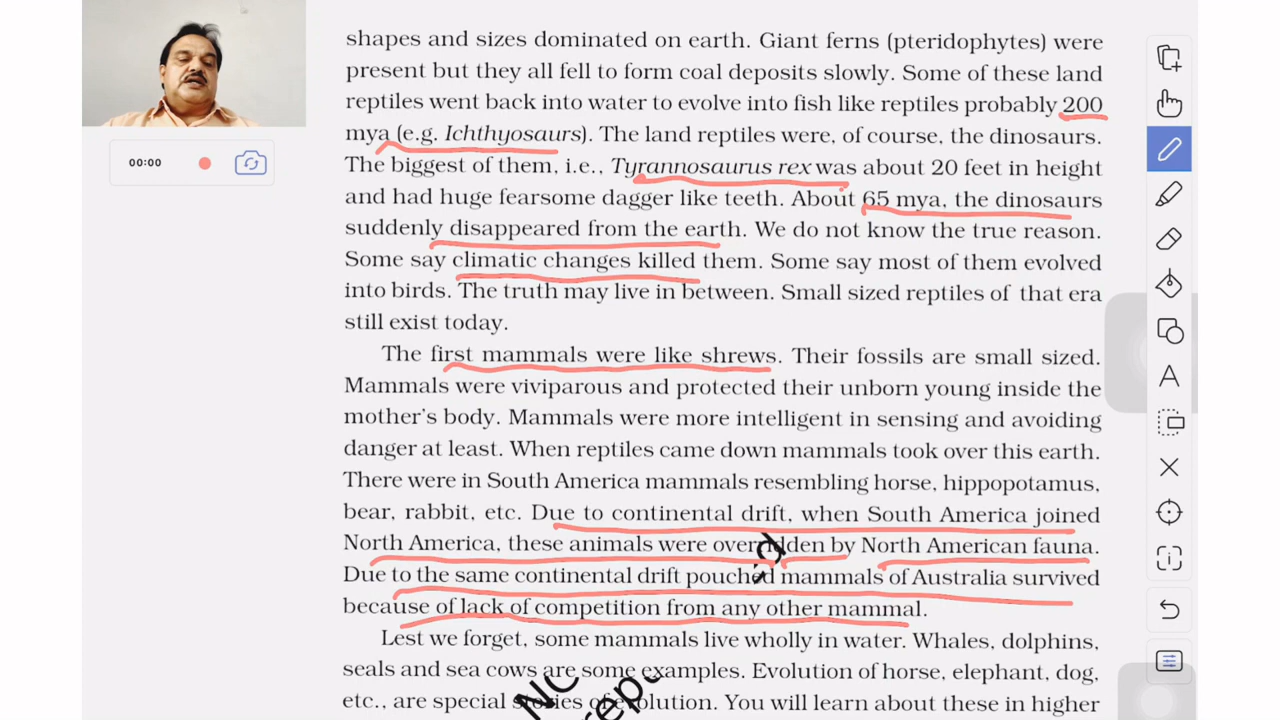 shapes and sizes dominated on earth. Giant ferns (pteridophytes) were
present but they all fell to form coal deposits slowly. Some of these land
reptiles went back into water to evolve into fish like reptiles probably 200
mya (e.g. Ichthyosaurs). The land reptiles were, of course, the dinosaurs.
The biggest of them, i.e., Tyrannosaurus rex was about 20 feet in height
and had huge fearsome dagger like teeth. About 65 mya, the dinosaurs
suddenly disappeared from the earth. We do not know the true reason.
Some say climatic changes killed them. Some say most of them evolved
into birds. The truth may live in between. Small sized reptiles of that era
still exist today.
The first mammals were like shrews. Their fossils are small sized.
Mammals were viviparous and protected their unborn young inside the
mother's body. Mammals were more intelligent in sensing and avoiding
danger at least. When reptiles came down mammals took over this earth.
There were in South America mammals resembling horse, hippopotamus,
bear, rabbit, etc. Due to continental drift, when South America joined
North America, these animals were overridden by North American fauna.
Due to the same continental drift pouched mammals of Australia survived
because of lack of competition from any other mammal.
Lest we forget, some mammals live wholly in water. Whales, dolphins,
seals and sea cows are some examples. Evolution of horse, elephant, dog,
etc., are special stories of evolution. You will learn about these in higher
00:00
A